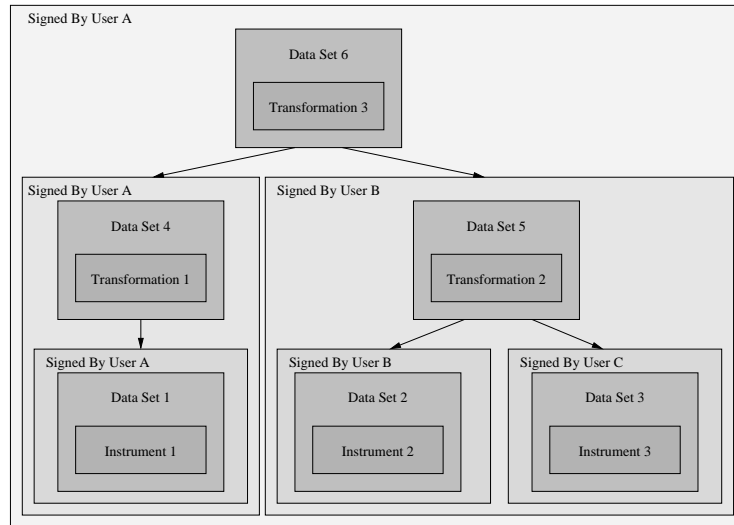 Signed By User A
Data Set 6
Transformation 3
Signed By User A
Signed By User B
Data Set 4
Data Set 5
Transformation 1
Transformation 2
Signed By User A
Signed By User B
Signed By User C
Data Set 1
Data Set 2
Data Set 3
Instrument 1
Instrument 2
Instrument 3